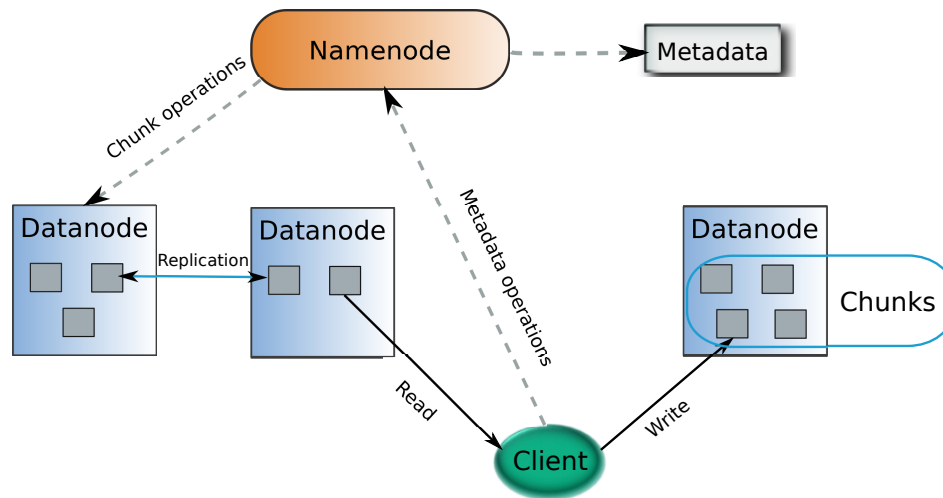 Namenode
Metadata
Chunk operations
Metadata operations
Datanode
Replication
Datanode
Datanode
Chunks
Read
Write
Client